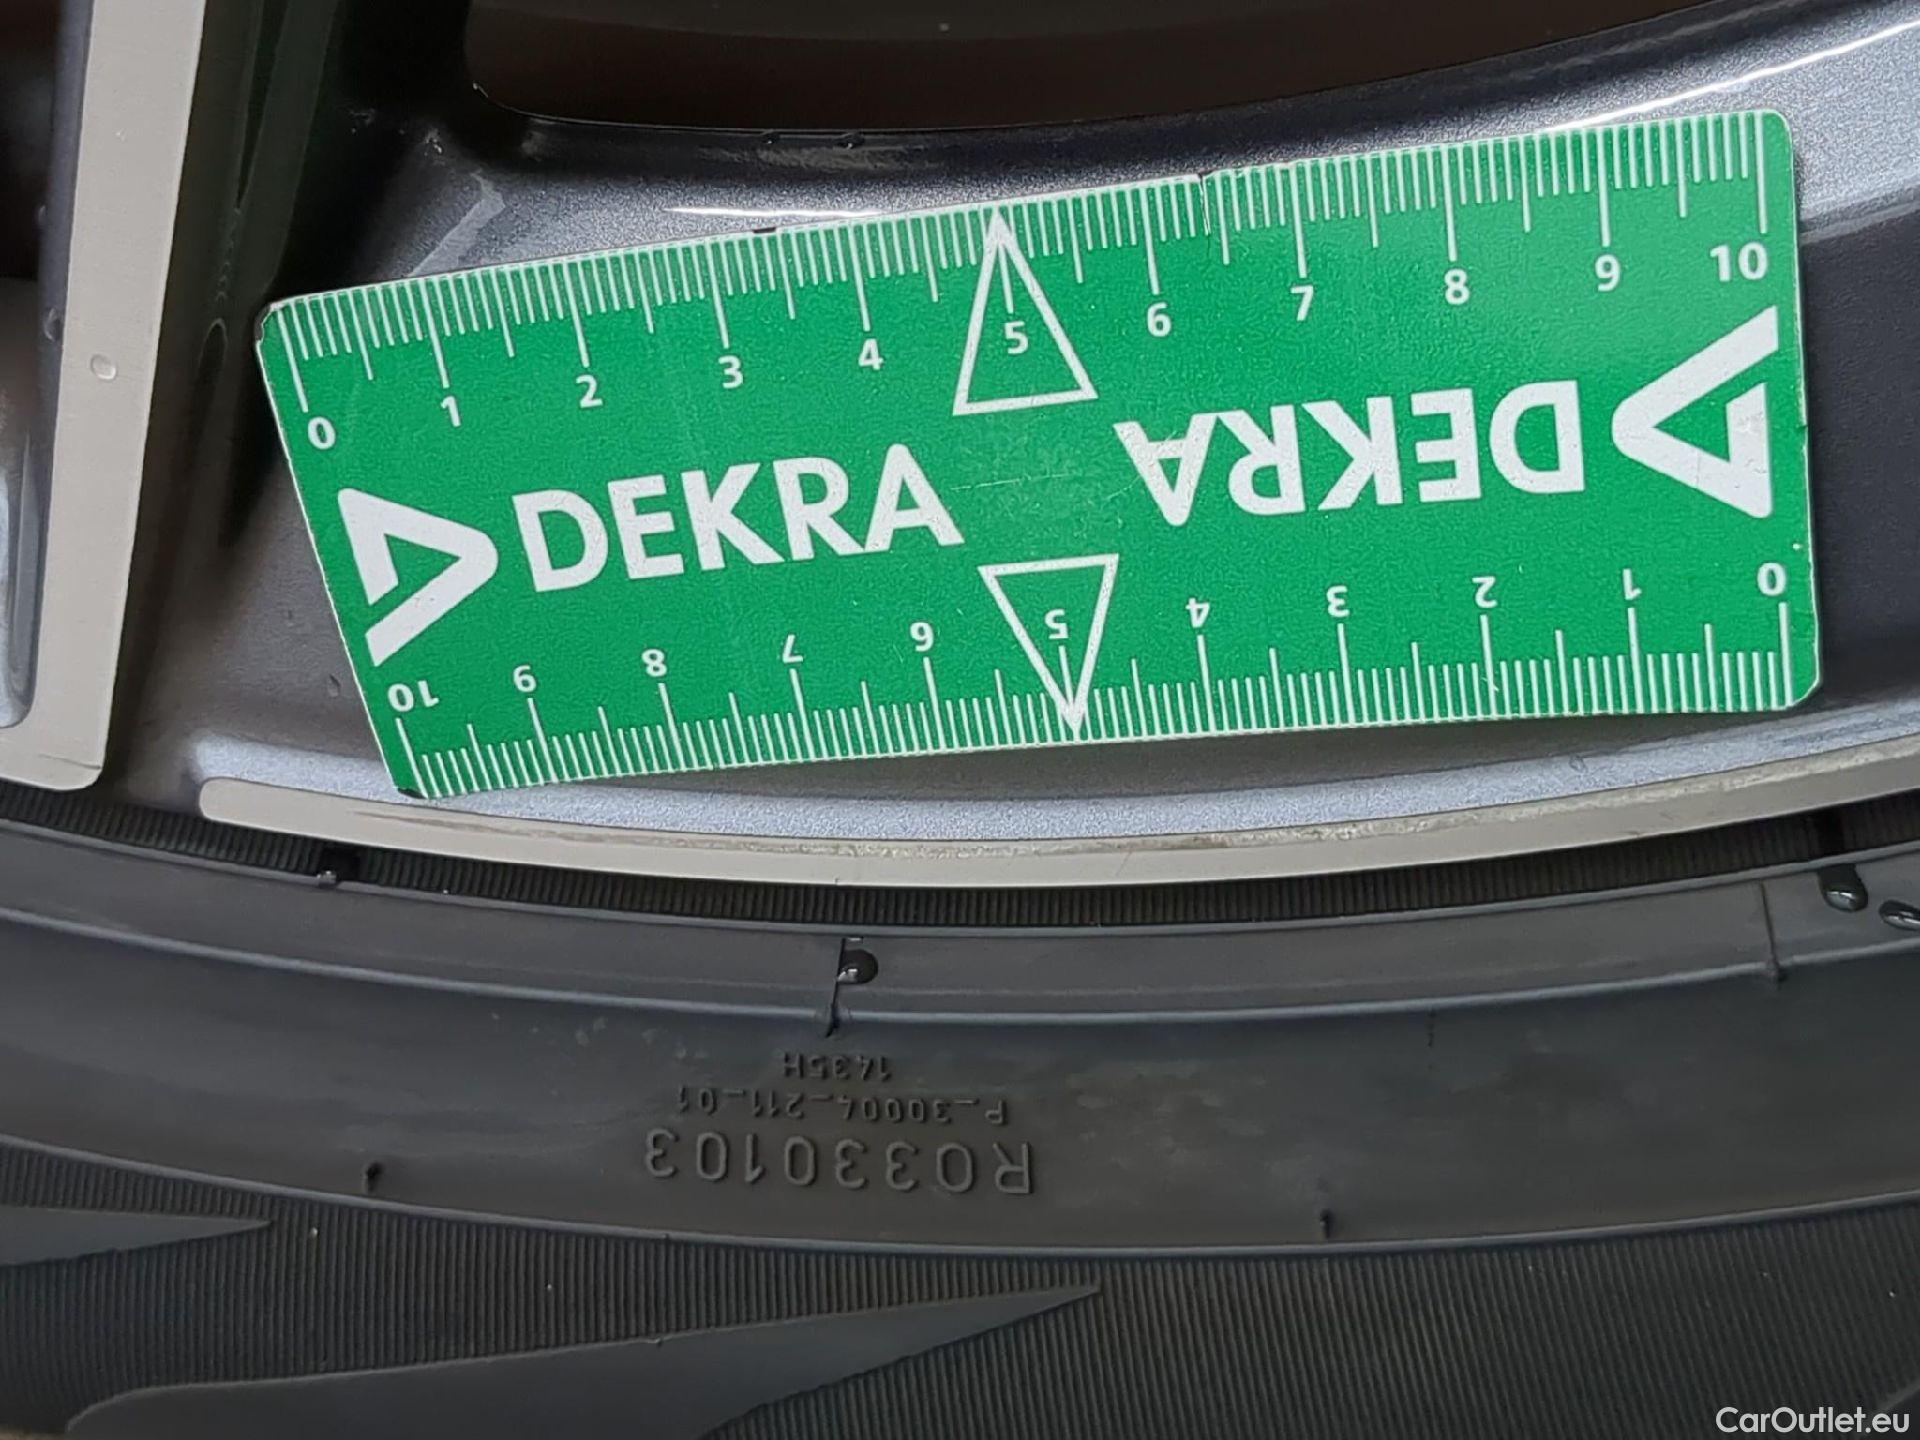 0 1 2 3 4 5 6 7 8 9 10
DEKRA
DEKRA
10 9 8 7 6 5 4 3 2 1 0
1435H
P_30004_211_01
R0330103
CarOutlet.eu